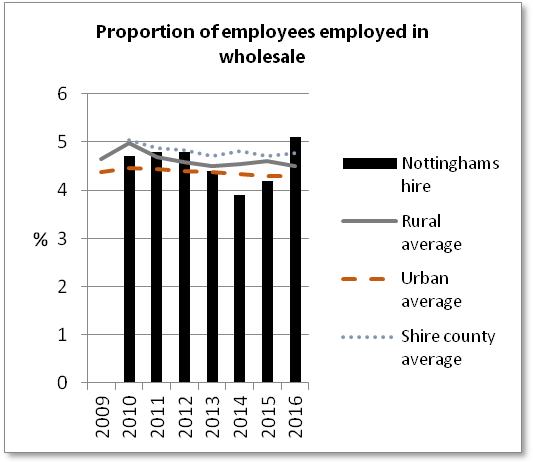 Proportion of employees employed in
wholesale
6
5
4
% 3
2
1
0
2009
2010
2011
2012
2013
2014
2015
2016
Nottinghams
hire
Rural
average
Urban
average
Shire county
average